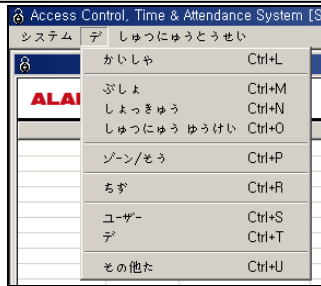 Access Control, Time & Attendance System [S
システム デ しゅつにゅうとうせい
かいしゃ Ctrl+L
ぶしょ Ctrl+M
しょっきゅう Ctrl+N
しゅつにゅう ゆうけい Ctrl+O
ゾーン/そう Ctrl+P
ちず Ctrl+R
ユーザー Ctrl+S
デ Ctrl+T
その他た Ctrl+U
ALA